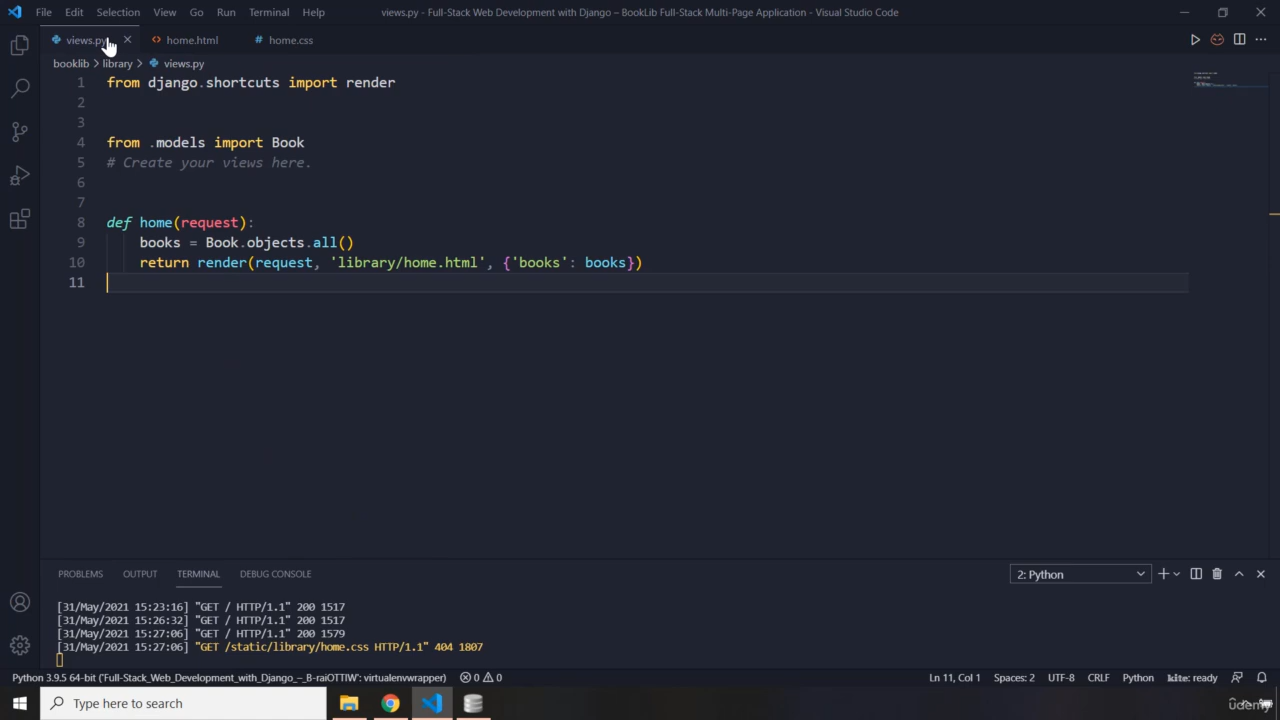 File Edit Selection View Go Run Terminal Help views.py - Full-Stack Web Development with Django – BookLib Full-Stack Multi-Page Application - Visual Studio Code
views.py home.html # home.css
booklib > library > views.py
1 from django.shortcuts import render
2
3
4 from .models import Book
5 # Create your views here.
6
7
8 def home(request):
9 books = Book.objects.all()
10 return render(request, 'library/home.html', {'books': books})
11
PROBLEMS OUTPUT TERMINAL DEBUG CONSOLE 2: Python
[31/May/2021 15:23:16] "GET / HTTP/1.1" 200 1517
[31/May/2021 15:26:32] "GET / HTTP/1.1" 200 1517
[31/May/2021 15:27:06] "GET / HTTP/1.1" 200 1579
[31/May/2021 15:27:06] "GET /static/library/home.css HTTP/1.1" 404 1807
Python 3.9.5 64-bit ('Full-Stack_Web_Development_with_Django_–_B-raiOTTIW': virtualenvwrapper) 0 0 Ln 11, Col 1 Spaces: 2 UTF-8 CRLF Python kite: ready
Type here to search
udemy